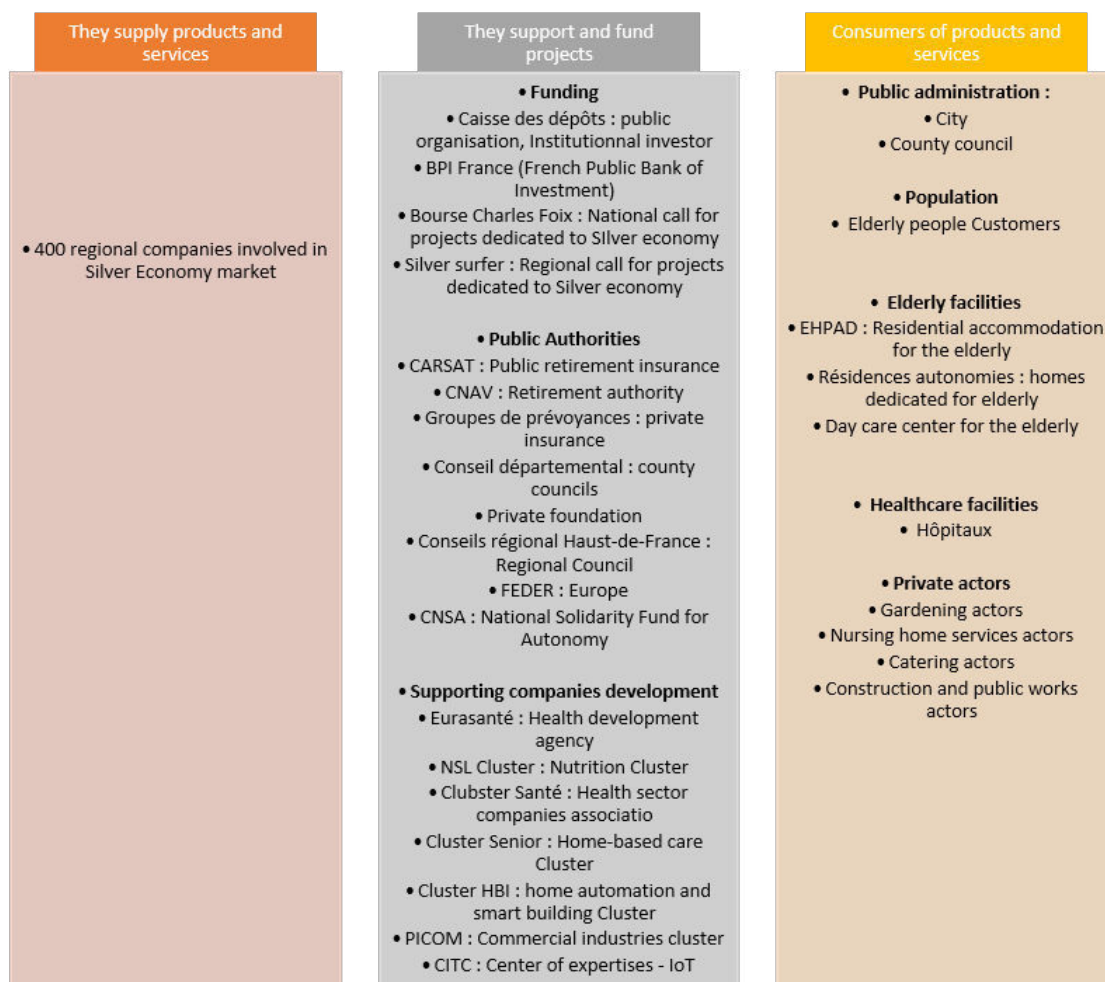 They supply products and
services
• 400 regional companies involved in
Silver Economy market
They support and fund
projects
• Funding
• Caisse des dépôts : public
organisation, Institutionnal investor
• BPI France (French Public Bank of
Investment)
• Bourse Charles Foix : National call for
projects dedicated to SIlver economy
• Silver surfer : Regional call for projects
dedicated to Silver economy
• Public Authorities
• CARSAT : Public retirement insurance
• CNAV : Retirement authority
• Groupes de prévoyances : private
insurance
• Conseil départemental : county
councils
• Private foundation
• Conseils régional Haust-de-France :
Regional Council
• FEDER : Europe
• CNSA : National Solidarity Fund for
Autonomy
• Supporting companies development
• Eurasanté : Health development
agency
• NSL Cluster : Nutrition Cluster
• Clubster Santé : Health sector
companies associatio
• Cluster Senior : Home-based care
Cluster
• Cluster HBI : home automation and
smart building Cluster
• PICOM : Commercial industries cluster
• CITC : Center of expertises - IoT
Consumers of products and
services
• Public administration :
• City
• County council
• Population
• Elderly people Customers
• Elderly facilities
• EHPAD : Residential accommodation
for the elderly
• Résidences autonomies : homes
dedicated for elderly
• Day care center for the elderly
• Healthcare facilities
• Hôpitaux
• Private actors
• Gardening actors
• Nursing home services actors
• Catering actors
• Construction and public works
actors